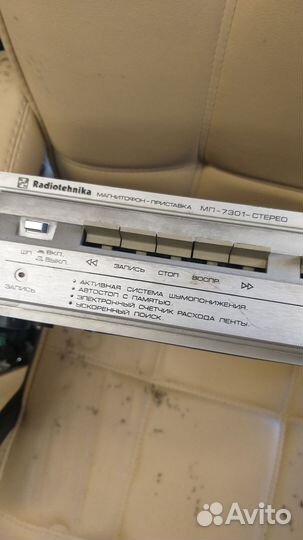 Radiotehnika МАГНИТОФОН-ПРИСТАВКА МП-7301-СТЕРЕО
ШП ВКЛ.
ВЫКЛ.
ЗАПИСЬ СТОП ВОСПР.
ЗАПИСЬ
• АКТИВНАЯ СИСТЕМА ШУМОПОНИЖЕНИЯ.
• АВТОСТОП С ПАМЯТЬЮ.
• ЭЛЕКТРОННЫЙ СЧЕТЧИК РАСХОДА ЛЕНТЫ.
• УСКОРЕННЫЙ ПОИСК.
Avito